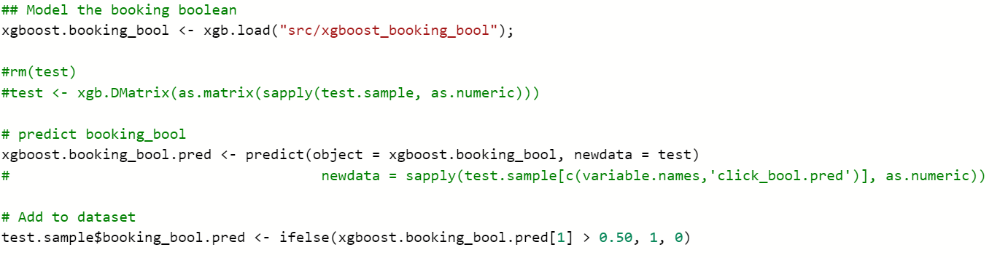 ## Model the booking boolean
xgboost.booking_bool <- xgb.load("src/xgboost_booking_bool");
#rm(test)
#test <- xgb.DMatrix(as.matrix(sapply(test.sample, as.numeric)))
# predict booking_bool
xgboost.booking_bool.pred <- predict(object = xgboost.booking_bool, newdata = test)
#                                     newdata = sapply(test.sample[c(variable.names,'click_bool.pred')], as.numeric))
# Add to dataset
test.sample$booking_bool.pred <- ifelse(xgboost.booking_bool.pred[1] > 0.50, 1, 0)